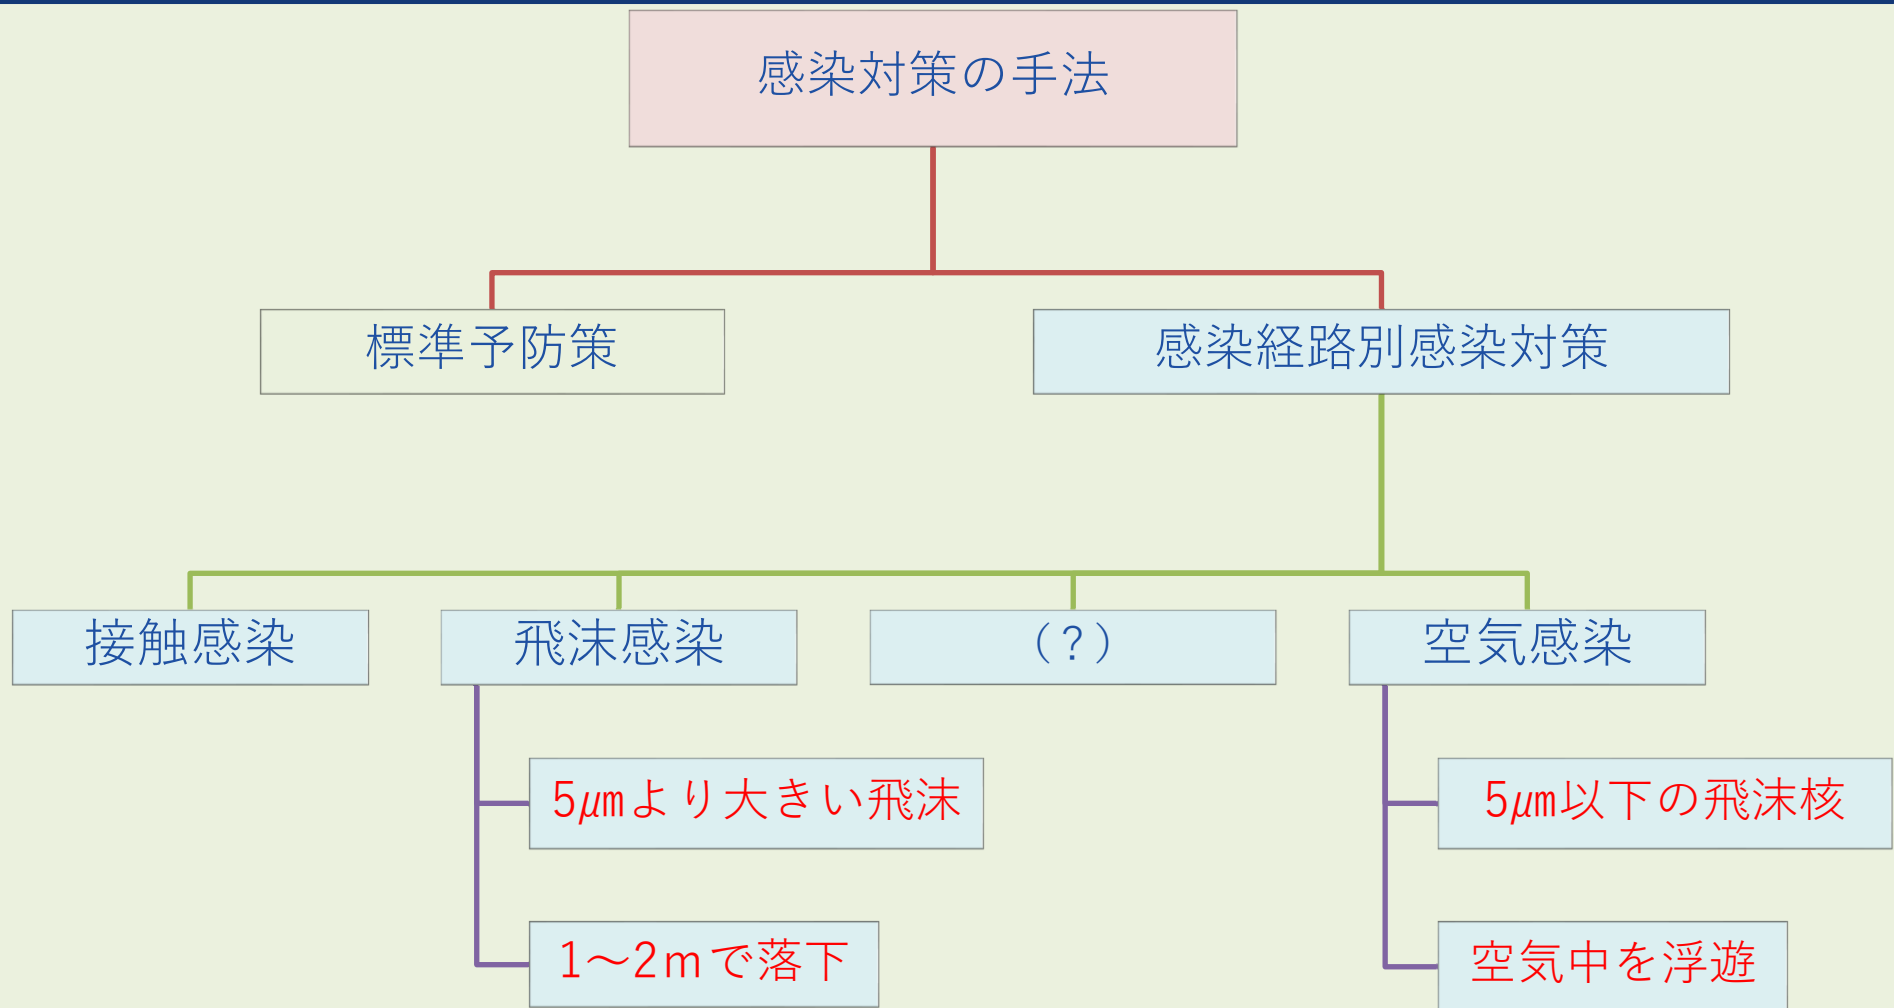 感染対策の手法
標準予防策
感染経路別感染対策
接触感染
飛沫感染
（？）
空気感染
5μmより大きい飛沫
5μm以下の飛沫核
1～2ｍで落下
空気中を浮遊